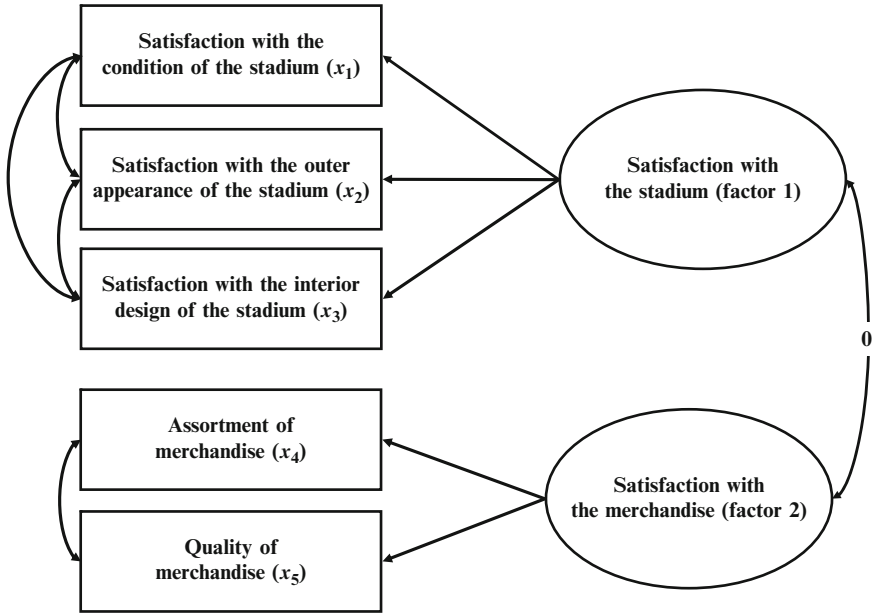 Satisfaction with the
condition of the stadium (x₁)
Satisfaction with the outer
appearance of the stadium (x₂)
Satisfaction with the interior
design of the stadium (x₃)
Satisfaction with
the stadium (factor 1)
0
Assortment of
merchandise (x₄)
Quality of
merchandise (x₅)
Satisfaction with
the merchandise (factor 2)